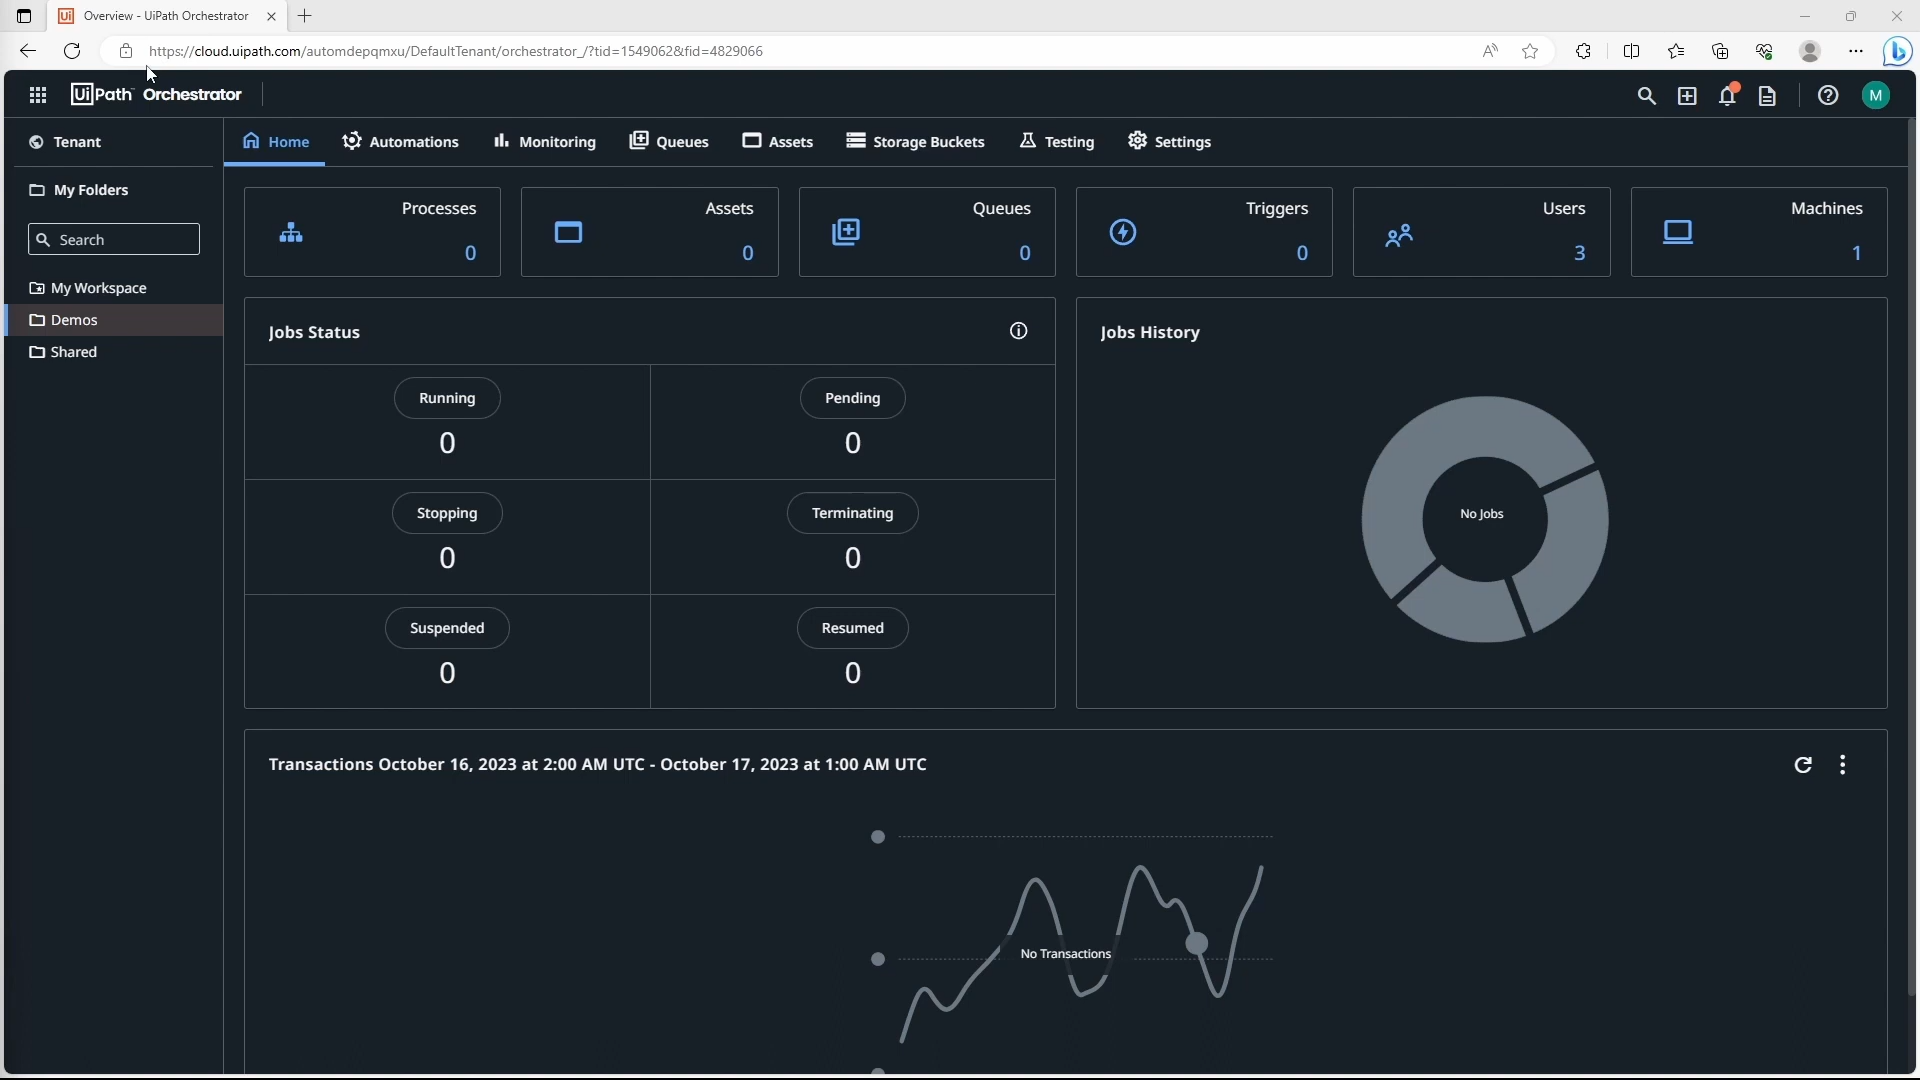 Overview - UiPath Orchestrator
https://cloud.uipath.com/automdepqmxu/DefaultTenant/orchestrator_/?tid=1549062&fid=4829066
UiPath Orchestrator
M
Tenant
Home
Automations
Monitoring
Queues
Assets
Storage Buckets
Testing
Settings
My Folders
Search
My Workspace
Demos
Shared
Processes
0
Assets
0
Queues
0
Triggers
0
Users
3
Machines
1
Jobs Status
Running
0
Pending
0
Stopping
0
Terminating
0
Suspended
0
Resumed
0
Jobs History
No Jobs
Transactions October 16, 2023 at 2:00 AM UTC - October 17, 2023 at 1:00 AM UTC
No Transactions